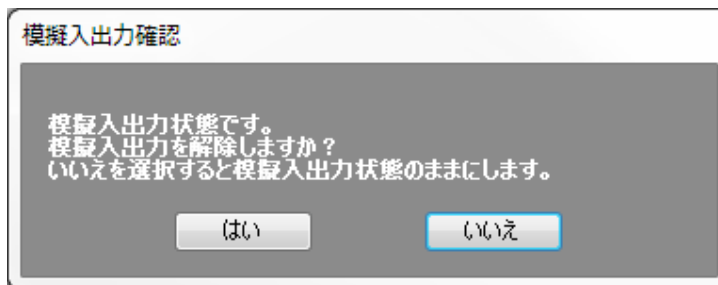 模擬入出力確認
模擬入出力状態です。
模擬入出力を解除しますか？
いいえを選択すると模擬入出力状態のままにします。
はい
いいえ